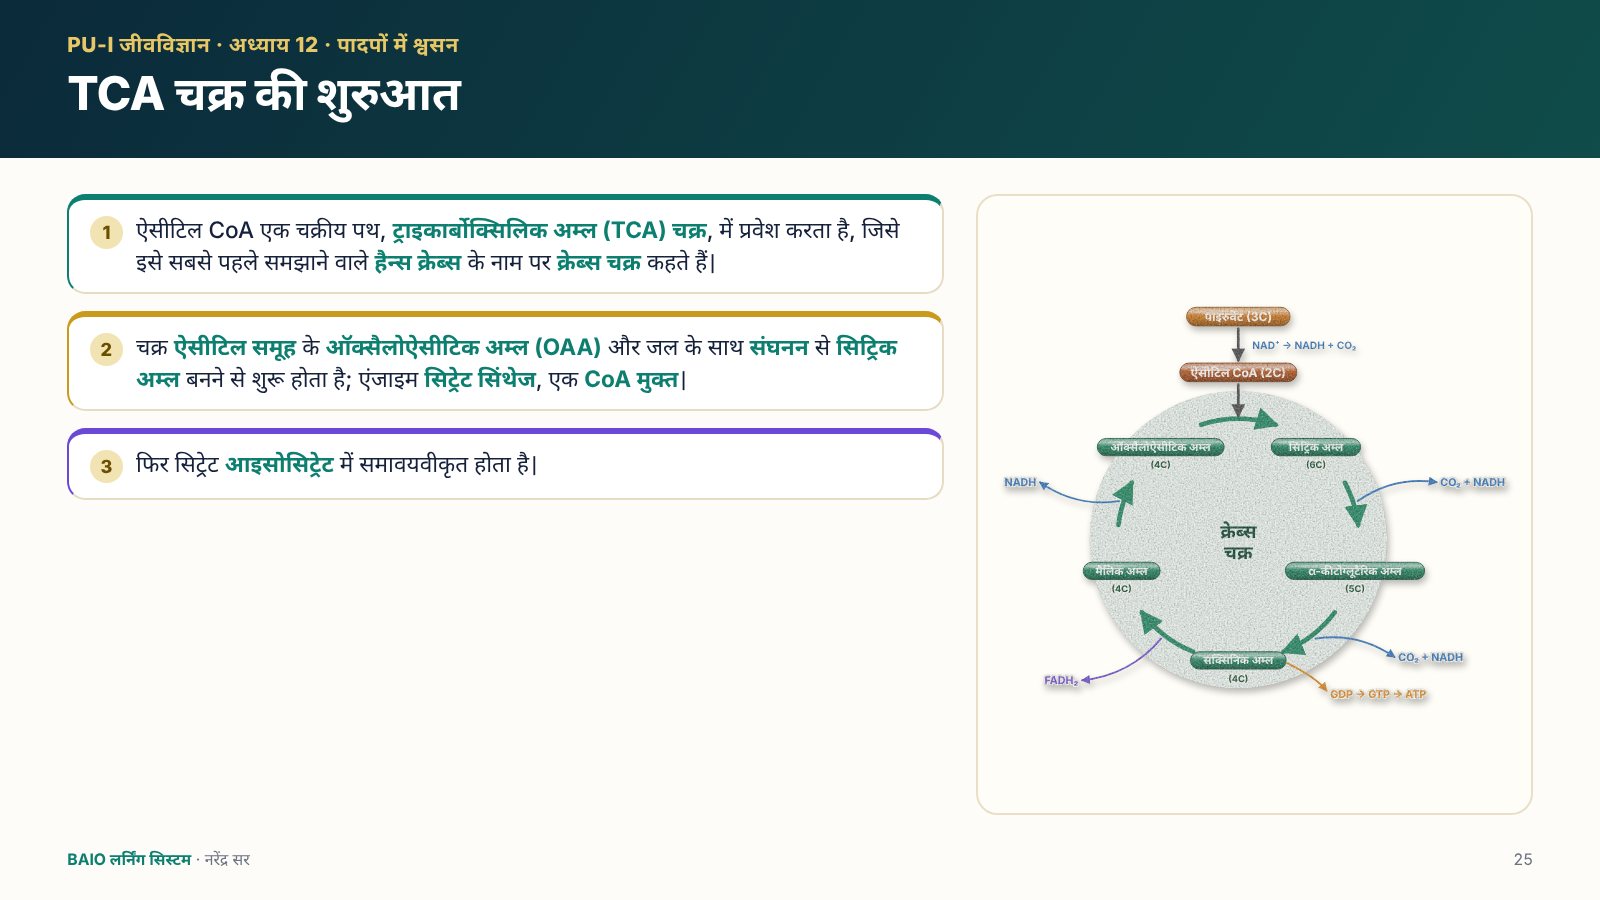 PU-I जीवविज्ञान · अध्याय 12 · पादपों में श्वसन
TCA चक्र की शुरुआत
1
ऐसीटिल CoA एक चक्रीय पथ, ट्राइकार्बोक्सिलिक अम्ल (TCA) चक्र, में प्रवेश करता है, जिसे
इसे सबसे पहले समझाने वाले हैन्स क्रेब्स के नाम पर क्रेब्स चक्र कहते हैं|
2
चक्र ऐसीटिल समूह के ऑक्सैलोऐसीटिक अम्ल (OAA) और जल के साथ संघनन से सिट्रिक
अम्ल बनने से शुरू होता है; एंजाइम सिट्रेट सिंथेज, एक CoA मुक्त|
3
फिर सिट्रेट आइसोसिट्रेट में समावयवीकृत होता है|
पाइरुवेट (3C)
NAD⁺ → NADH + CO₂
ऐसीटिल CoA (2C)
ऑक्सैलोऐसीटिक अम्ल
(4C)
सिट्रिक अम्ल
(6C)
NADH
CO₂ + NADH
क्रेब्स
चक्र
मैलिक अम्ल
(4C)
α-कीटोग्लूटैरिक अम्ल
(5C)
सक्सिनिक अम्ल
(4C)
CO₂ + NADH
FADH₂
GDP → GTP → ATP
BAIO लर्निंग सिस्टम · नरेंद्र सर
25